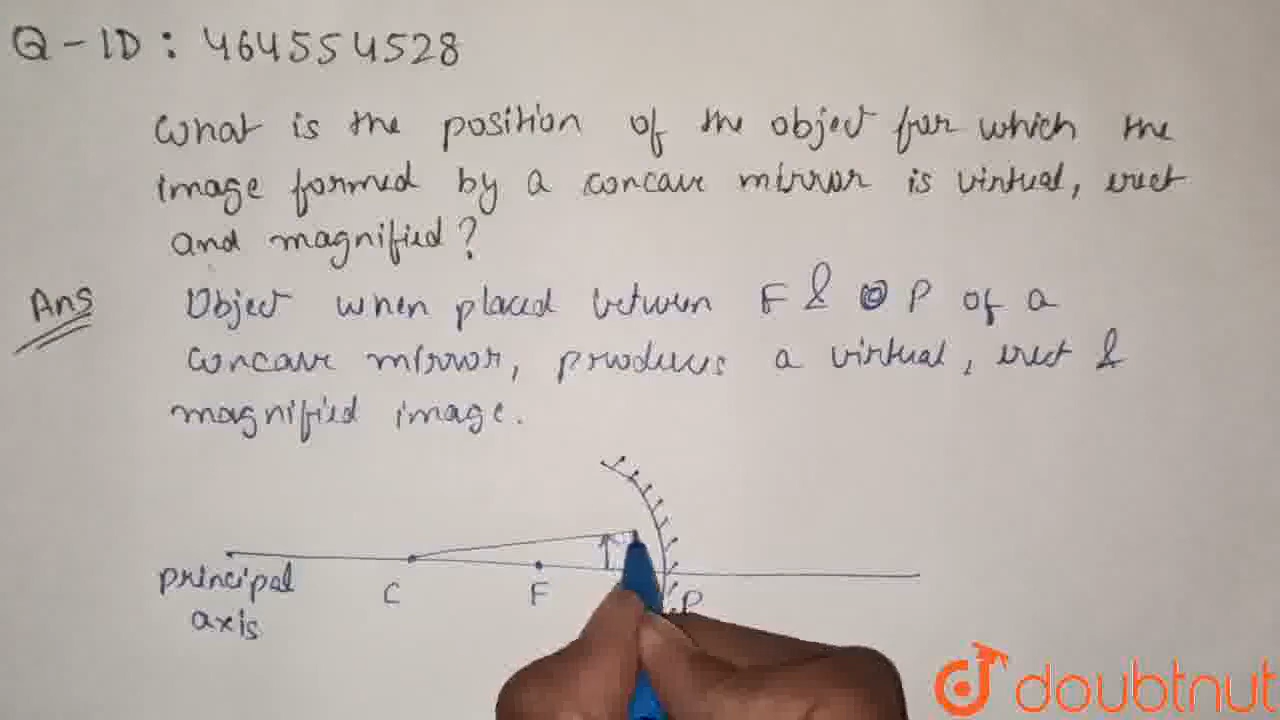 Q-ID: 464554528
What is the position of the object for which the
image formed by a concave mirror is virtual, erect
and magnified?
Ans
Object when placed between F & P of a
concave mirror, produces a virtual, erect &
magnified image.
principal
axis
C
F
P
doubtnut